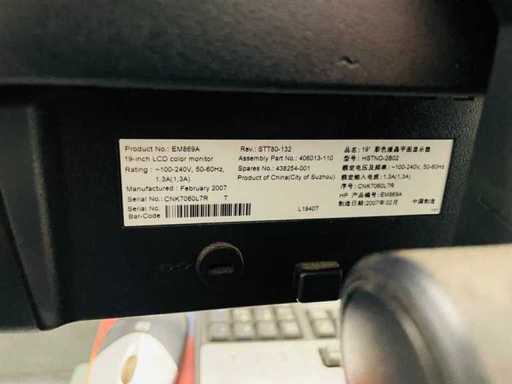 Product No.: EM869A
19-inch LCD color monitor
Rating : ~100-240V, 50-60Hz,
1.3A(1.3A)
Manufactured : February 2007
Serial No.: CNK7060L7R 7
Serial No.
Bar-Code
Rev.: STT80-132
Assembly Part No.: 406013-110
Spares No.: 438254-001
Product of China(City of Suzhou)
L19407
品名: 19" 彩色液晶平面显示器
型号: HSTND-2B02
额定电压及频率: ~100-240V, 50-60Hz
额定输入电流: 1.3A(1.3A)
序号: CNK7060L7R
HP 产品编号: EM869A
制造日期: 2007年02月 中国制造